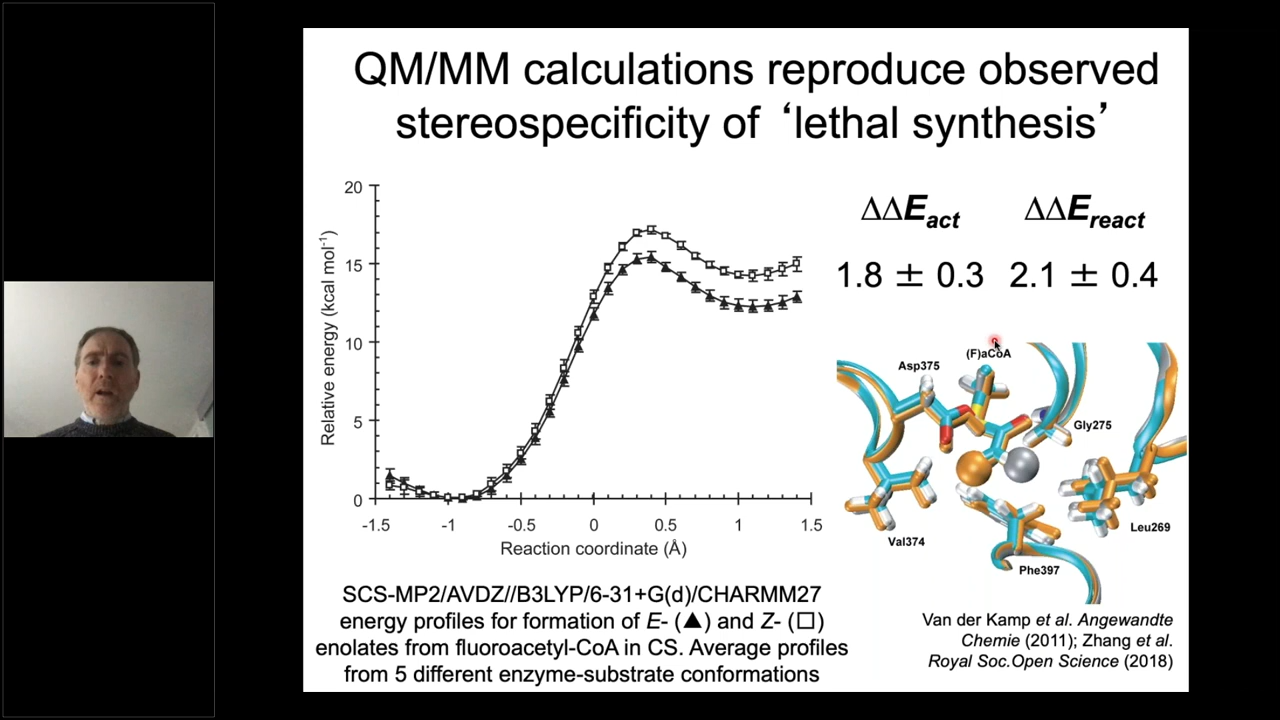 QM/MM calculations reproduce observed
stereospecificity of ‘lethal synthesis’
ΔΔEact ΔΔEreact
1.8 ± 0.3 2.1 ± 0.4
Relative energy (kcal mol-1)
20
15
10
5
0
-1.5 -1 -0.5 0 0.5 1 1.5
Reaction coordinate (Å)
(F)aCoA
Asp375
Gly275
Leu269
Val374
Phe397
SCS-MP2/AVDZ//B3LYP/6-31+G(d)/CHARMM27
energy profiles for formation of E- (▲) and Z- (□)
enolates from fluoroacetyl-CoA in CS. Average profiles
from 5 different enzyme-substrate conformations
Van der Kamp et al. Angewandte
Chemie (2011); Zhang et al.
Royal Soc.Open Science (2018)